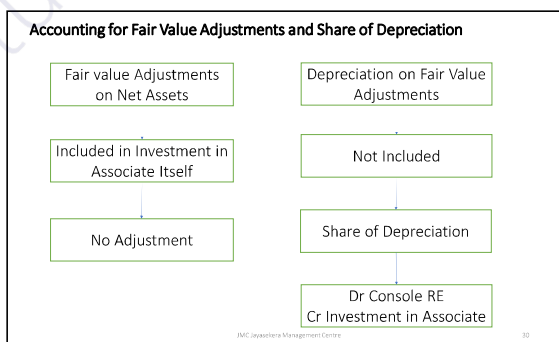 Accounting for Fair Value Adjustments and Share of Depreciation
Fair value Adjustments
on Net Assets
Included in Investment in
Associate Itself
No Adjustment
Depreciation on Fair Value
Adjustments
Not Included
Share of Depreciation
Dr Console RE
Cr Investment in Associate
JMC Jayasekera Management Centre
30